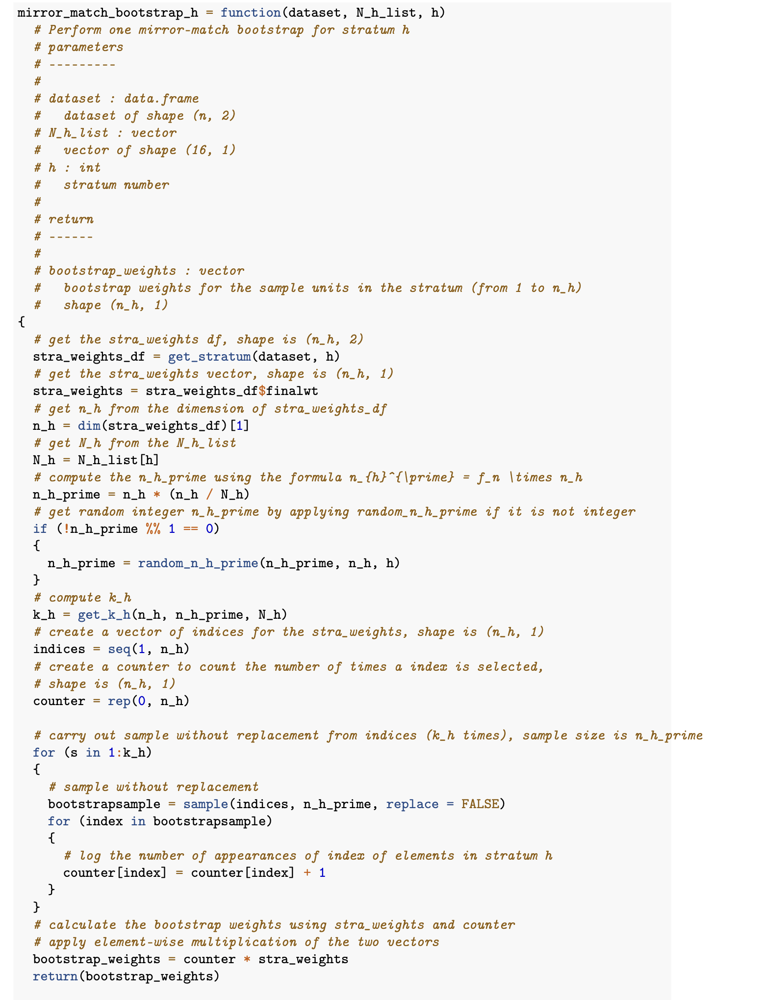 mirror_match_bootstrap_h = function(dataset, N_h_list, h)
  # Perform one mirror-match bootstrap for stratum h
  # parameters
  # ---------
  #
  # dataset : data.frame
  #   dataset of shape (n, 2)
  # N_h_list : vector
  #   vector of shape (16, 1)
  # h : int
  #   stratum number
  #
  # return
  # ------
  #
  # bootstrap_weights : vector
  #   bootstrap weights for the sample units in the stratum (from 1 to n_h)
  #   shape (n_h, 1)
{
  # get the stra_weights df, shape is (n_h, 2)
  stra_weights_df = get_stratum(dataset, h)
  # get the stra_weights vector, shape is (n_h, 1)
  stra_weights = stra_weights_df$finalwt
  # get n_h from the dimension of stra_weights_df
  n_h = dim(stra_weights_df)[1]
  # get N_h from the N_h_list
  N_h = N_h_list[h]
  # compute the n_h_prime using the formula n_{h}^{\prime} = f_n \times n_h
  n_h_prime = n_h * (n_h / N_h)
  # get random integer n_h_prime by applying random_n_h_prime if it is not integer
  if (!n_h_prime %% 1 == 0)
  {
    n_h_prime = random_n_h_prime(n_h_prime, n_h, h)
  }
  # compute k_h
  k_h = get_k_h(n_h, n_h_prime, N_h)
  # create a vector of indices for the stra_weights, shape is (n_h, 1)
  indices = seq(1, n_h)
  # create a counter to count the number of times a index is selected,
  # shape is (n_h, 1)
  counter = rep(0, n_h)

  # carry out sample without replacement from indices (k_h times), sample size is n_h_prime
  for (s in 1:k_h)
  {
    # sample without replacement
    bootstrapsample = sample(indices, n_h_prime, replace = FALSE)
    for (index in bootstrapsample)
    {
      # log the number of appearances of index of elements in stratum h
      counter[index] = counter[index] + 1
    }
  }
  # calculate the bootstrap weights using stra_weights and counter
  # apply element-wise multiplication of the two vectors
  bootstrap_weights = counter * stra_weights
  return(bootstrap_weights)